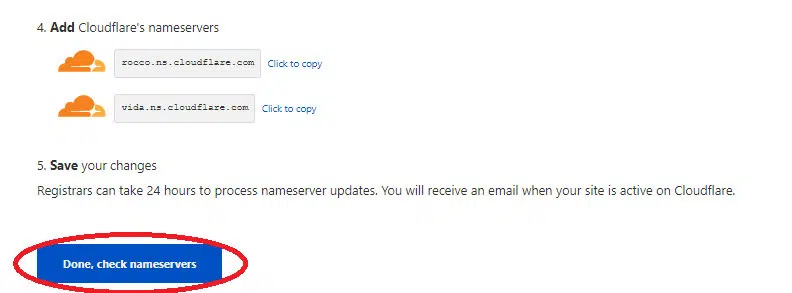 4. Add Cloudflare's nameservers
rocco.ns.cloudflare.com Click to copy
vida.ns.cloudflare.com Click to copy
5. Save your changes
Registrars can take 24 hours to process nameserver updates. You will receive an email when your site is active on Cloudflare.
Done, check nameservers